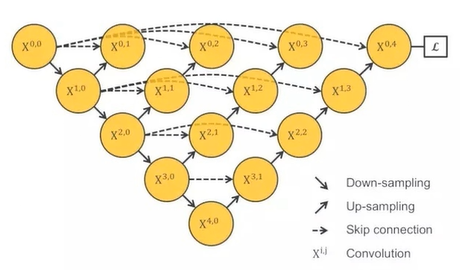 X^{0,0} X^{0,1} X^{0,2} X^{0,3} X^{0,4} ℒ
X^{1,0} X^{1,1} X^{1,2} X^{1,3}
X^{2,0} X^{2,1} X^{2,2}
X^{3,0} X^{3,1}
X^{4,0}
Down-sampling
Up-sampling
Skip connection
X^{i,j} Convolution